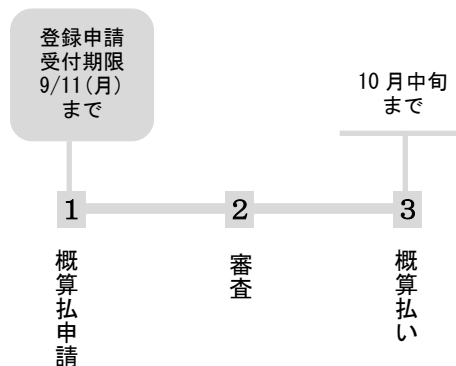 登録申請
受付期限
9/11(月)
まで
10月中旬
まで
1
2
3
概算払申請
審査
概算払い